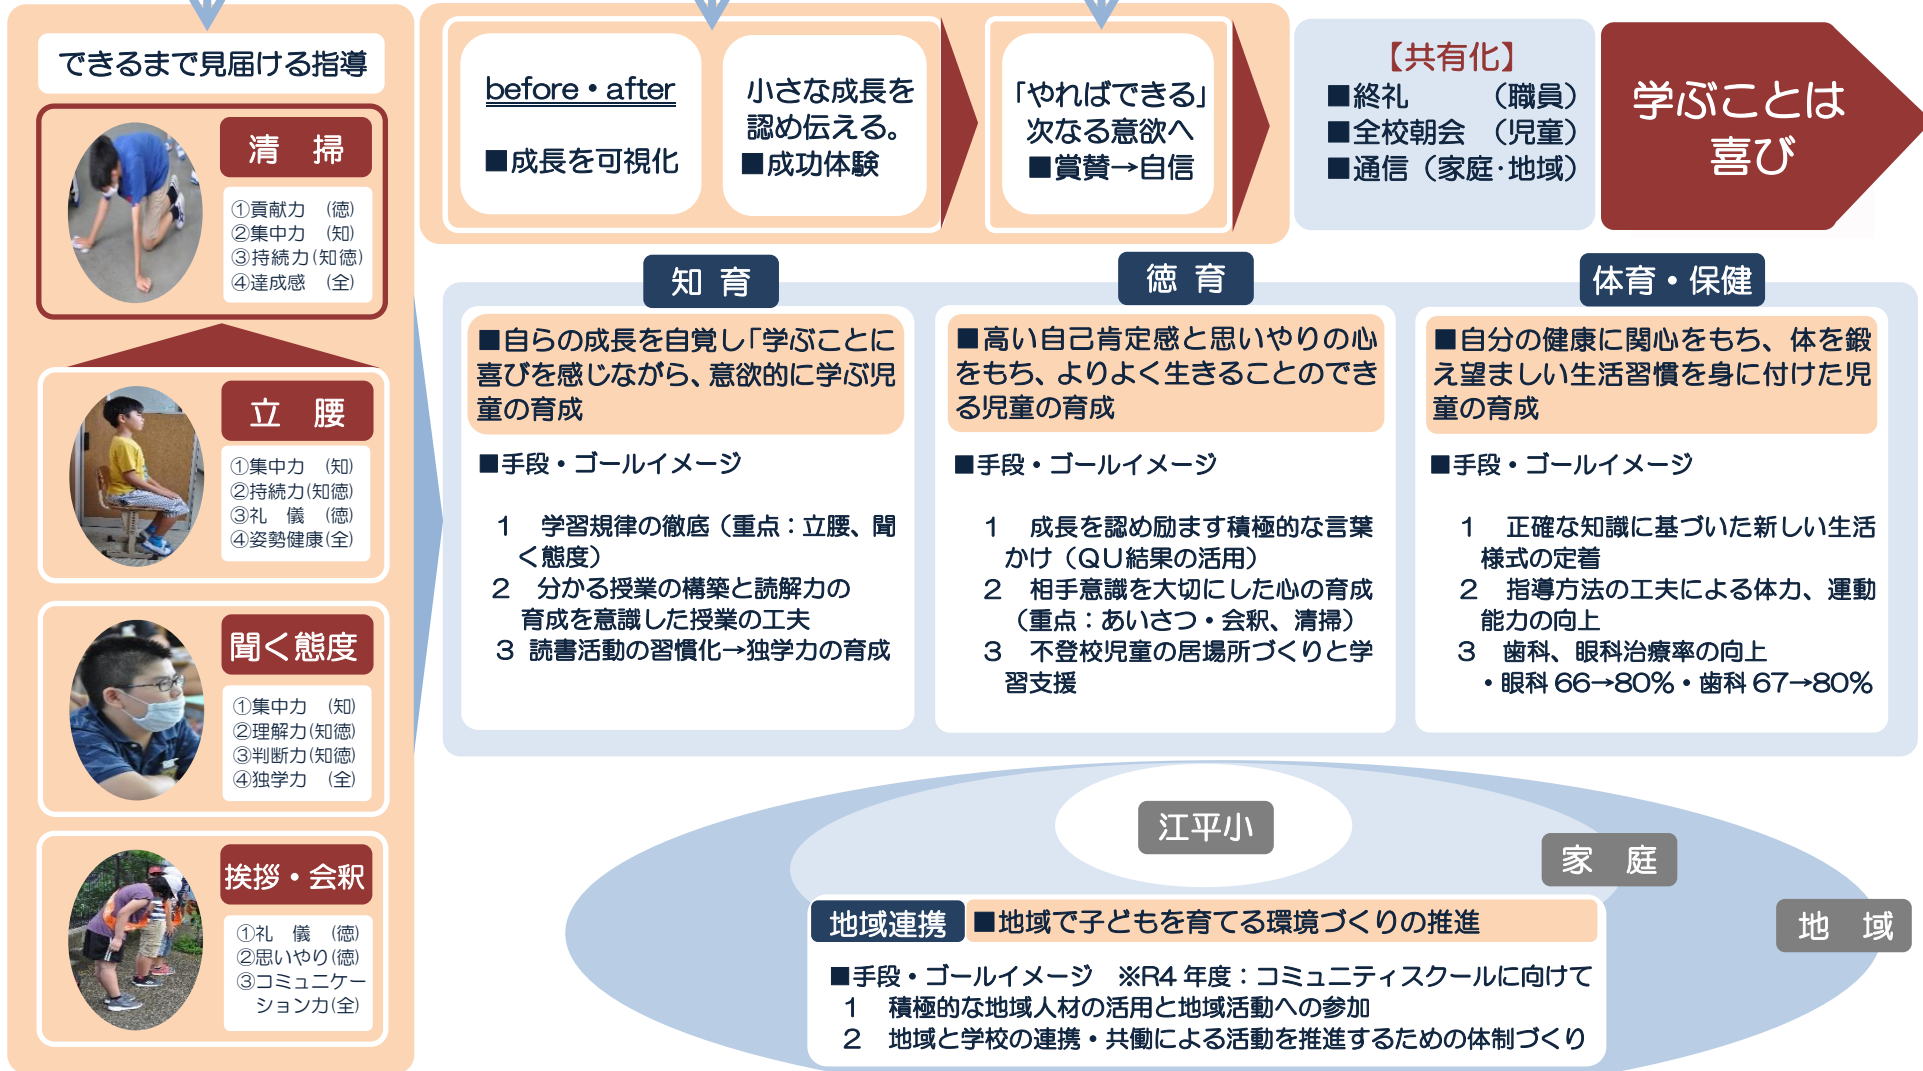 できるまで見届ける指導
清　掃
①貢献力　(徳)
②集中力　(知)
③持続力(知徳)
④達成感　(全)
立　腰
①集中力　(知)
②持続力(知徳)
③礼　儀　(徳)
④姿勢健康(全)
聞く態度
①集中力　(知)
②理解力(知徳)
③判断力(知徳)
④独学力　(全)
挨拶・会釈
①礼　儀　(徳)
②思いやり(徳)
③コミュニケー
ション力(全)
before・after
■成長を可視化
小さな成長を
認め伝える。
■成功体験
「やればできる」
次なる意欲へ
■賞賛→自信
【共有化】
■終礼　　　（職員）
■全校朝会　（児童）
■通信（家庭・地域）
学ぶことは
喜び
知 育
■自らの成長を自覚し「学ぶことに
喜びを感じながら、意欲的に学ぶ児
童の育成
■手段・ゴールイメージ
１　学習規律の徹底（重点：立腰、聞
く態度）
２　分かる授業の構築と読解力の
育成を意識した授業の工夫
３ 読書活動の習慣化→独学力の育成
徳 育
■高い自己肯定感と思いやりの心
をもち、よりよく生きることのでき
る児童の育成
■手段・ゴールイメージ
１　成長を認め励ます積極的な言葉
かけ（ＱＵ結果の活用）
２　相手意識を大切にした心の育成
（重点：あいさつ・会釈、清掃）
３　不登校児童の居場所づくりと学
習支援
体育・保健
■自分の健康に関心をもち、体を鍛
え望ましい生活習慣を身に付けた児
童の育成
■手段・ゴールイメージ
１　正確な知識に基づいた新しい生活
様式の定着
２　指導方法の工夫による体力、運動
能力の向上
３　歯科、眼科治療率の向上
・眼科 66→80％・歯科 67→80％
江平小
家　庭
地　域
地域連携
■地域で子どもを育てる環境づくりの推進
■手段・ゴールイメージ　※R4 年度：コミュニティスクールに向けて
１　積極的な地域人材の活用と地域活動への参加
２　地域と学校の連携・共働による活動を推進するための体制づくり